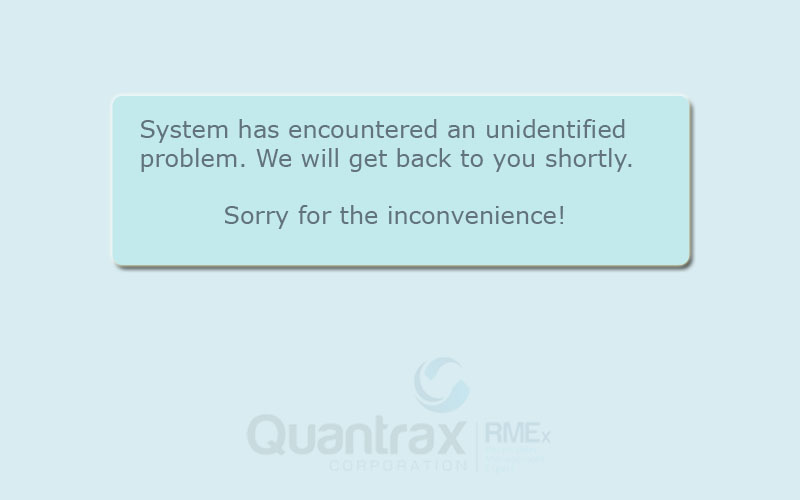 System has encountered an unidentified
problem. We will get back to you shortly.
Sorry for the inconvenience!
Quantrax
CORPORATION
RMEx